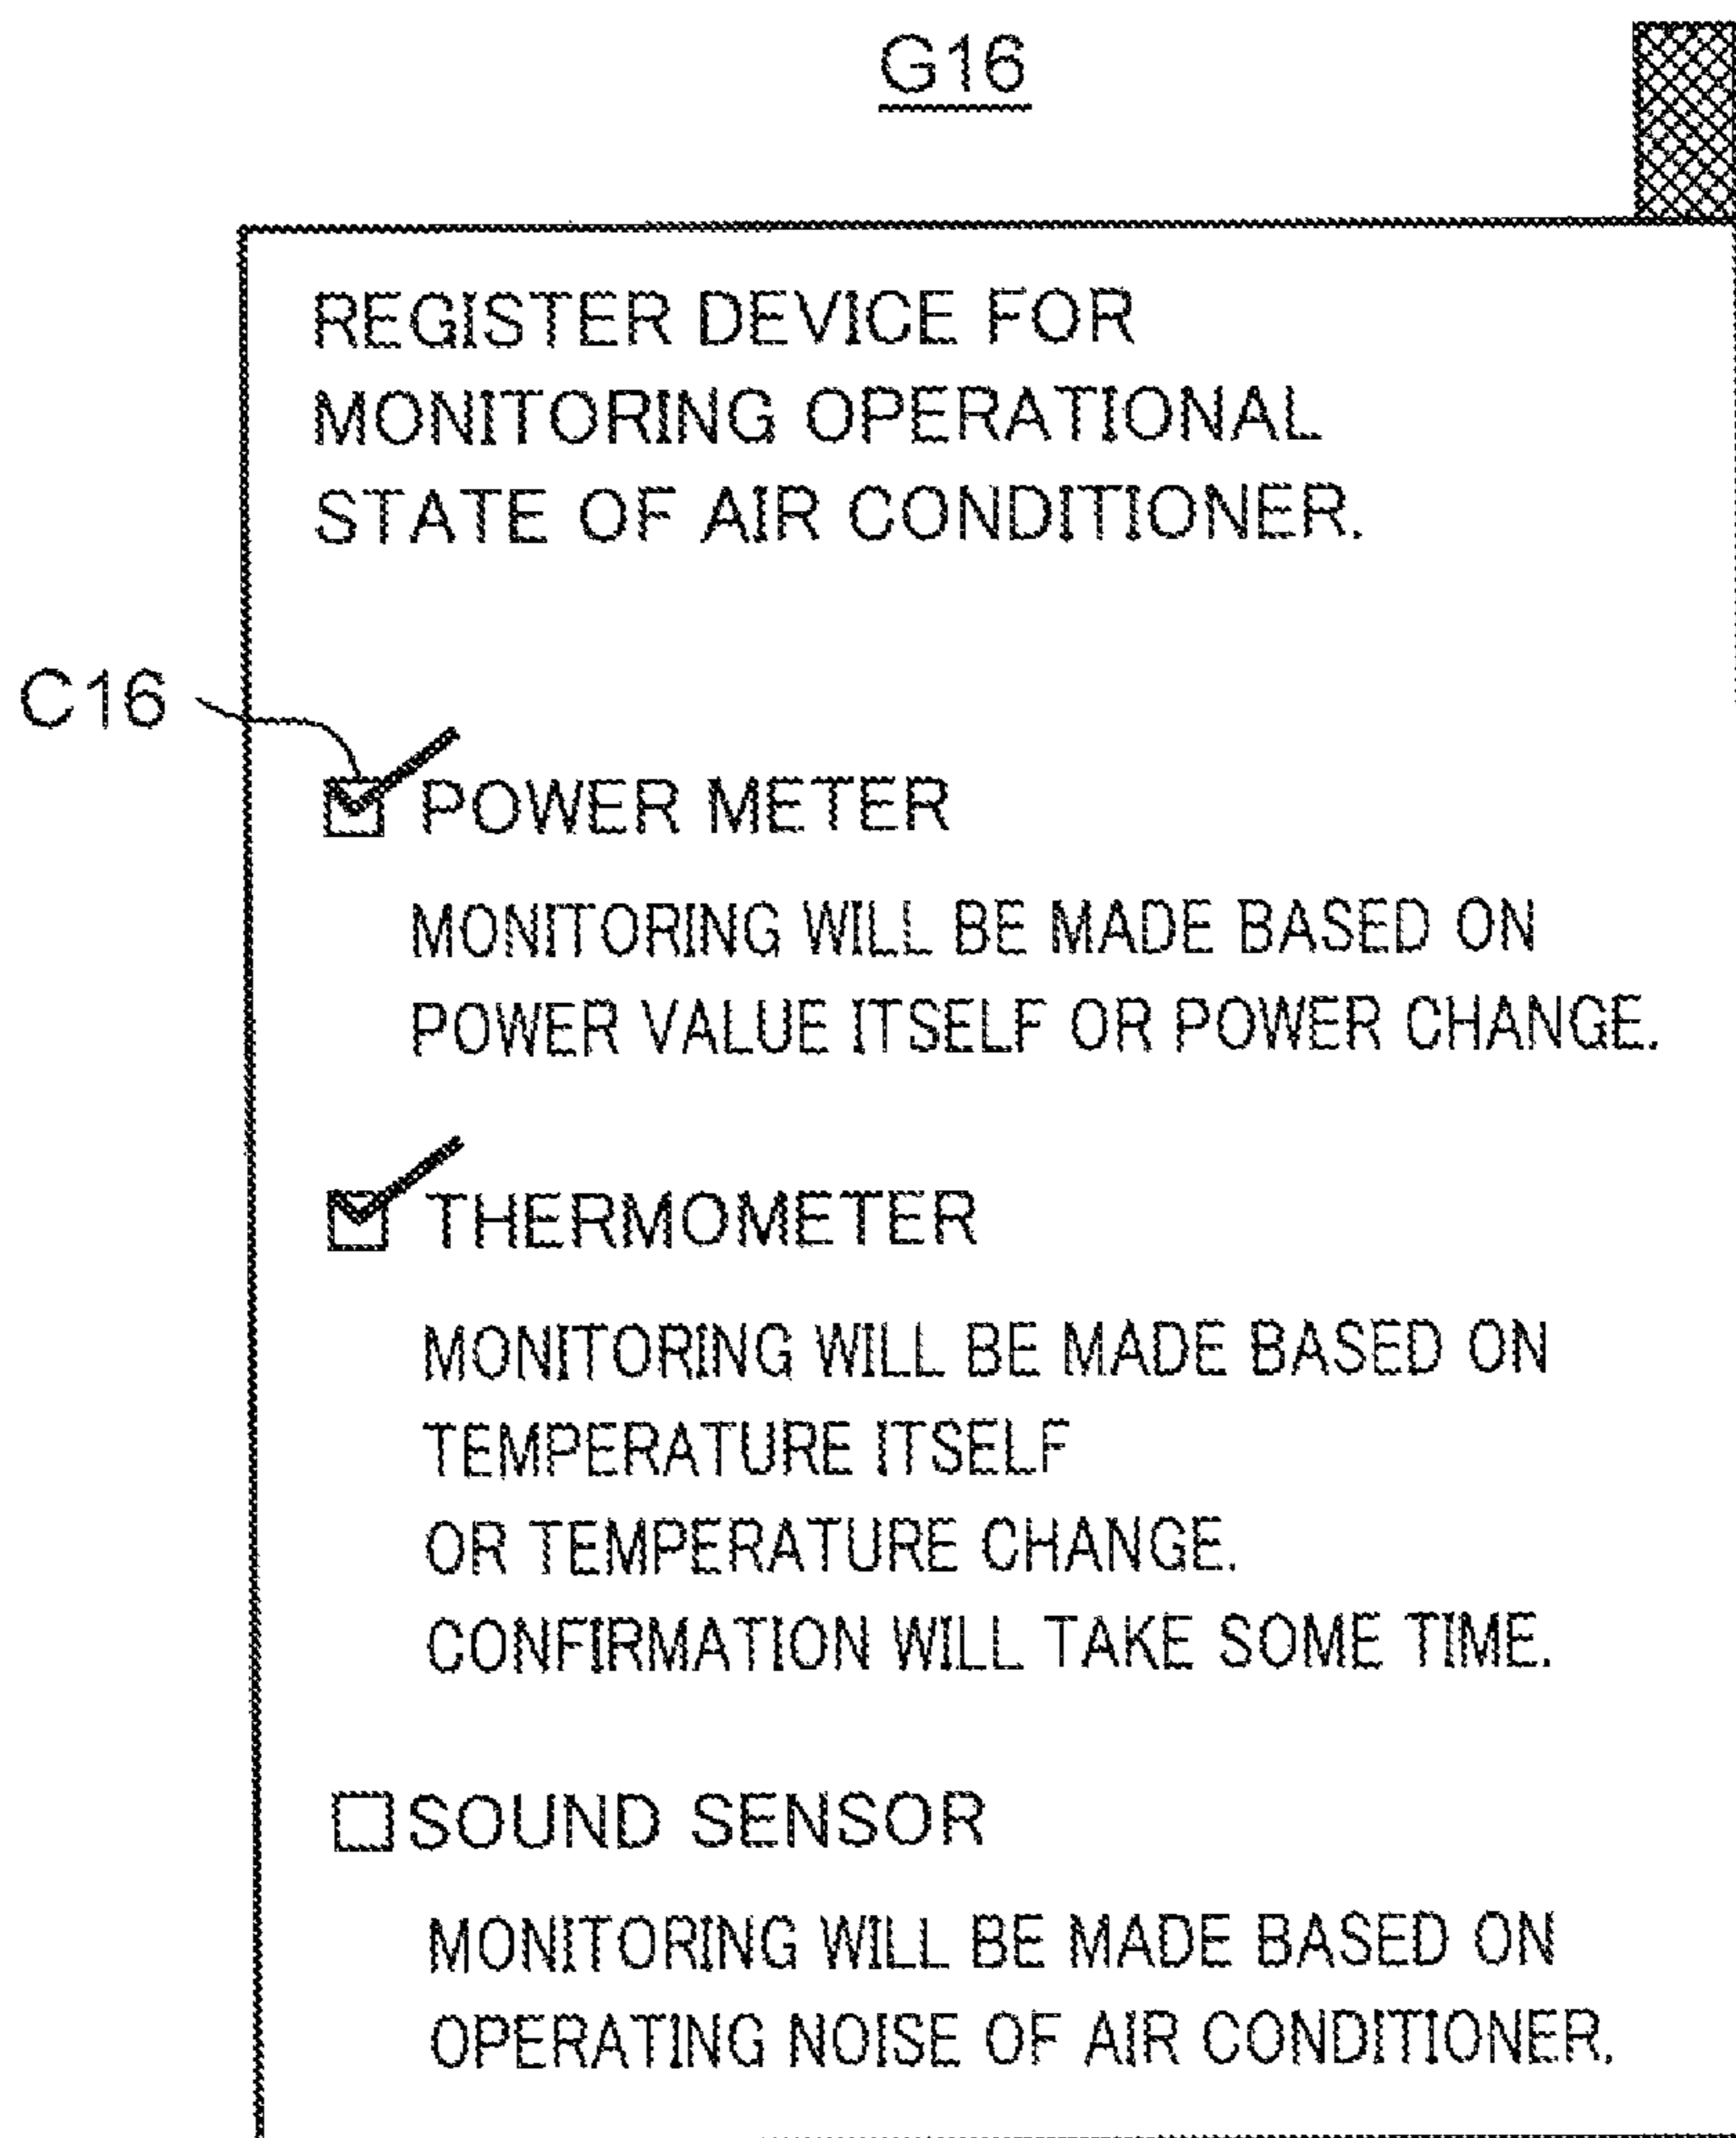 G16
REGISTER DEVICE FOR
MONITORING OPERATIONAL
STATE OF AIR CONDITIONER.
C16
POWER METER
MONITORING WILL BE MADE BASED ON
POWER VALUE ITSELF OR POWER CHANGE.
THERMOMETER
MONITORING WILL BE MADE BASED ON
TEMPERATURE ITSELF
OR TEMPERATURE CHANGE.
CONFIRMATION WILL TAKE SOME TIME.
SOUND SENSOR
MONITORING WILL BE MADE BASED ON
OPERATING NOISE OF AIR CONDITIONER.